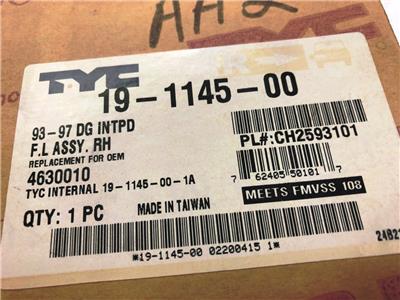 AH2
TYC
19-1145-00
93-97 DG INTPD
F.L ASSY. RH
REPLACEMENT FOR OEM
4630010
TYC INTERNAL 19-1145-00-1A
PL#:CH2593101
7 62405 50101 7
MEETS FMVSS 108
QTY: 1 PC
MADE IN TAIWAN
*19-1145-00 02200415 1*